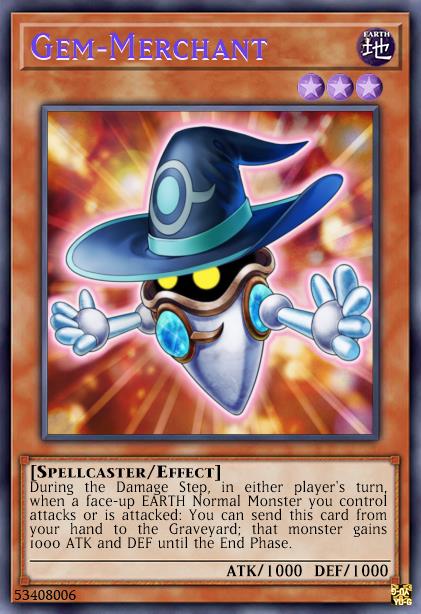 GEM-MERCHANT
EARTH
地
[SPELLCASTER/EFFECT]
During the Damage Step, in either player's turn,
when a face-up EARTH Normal Monster you control
attacks or is attacked: You can send this card from
your hand to the Graveyard; that monster gains
1000 ATK and DEF until the End Phase.
ATK/1000 DEF/1000
53408006